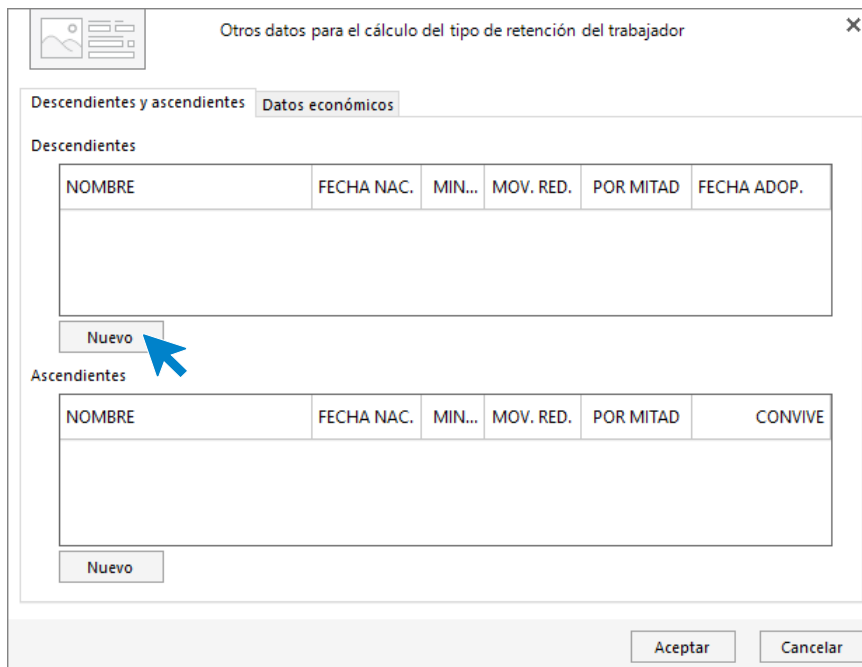 Otros datos para el cálculo del tipo de retención del trabajador
Descendientes y ascendientes Datos económicos
Descendientes
NOMBRE FECHA NAC. MIN... MOV. RED. POR MITAD FECHA ADOP.
Nuevo
Ascendientes
NOMBRE FECHA NAC. MIN... MOV. RED. POR MITAD CONVIVE
Nuevo
Aceptar Cancelar